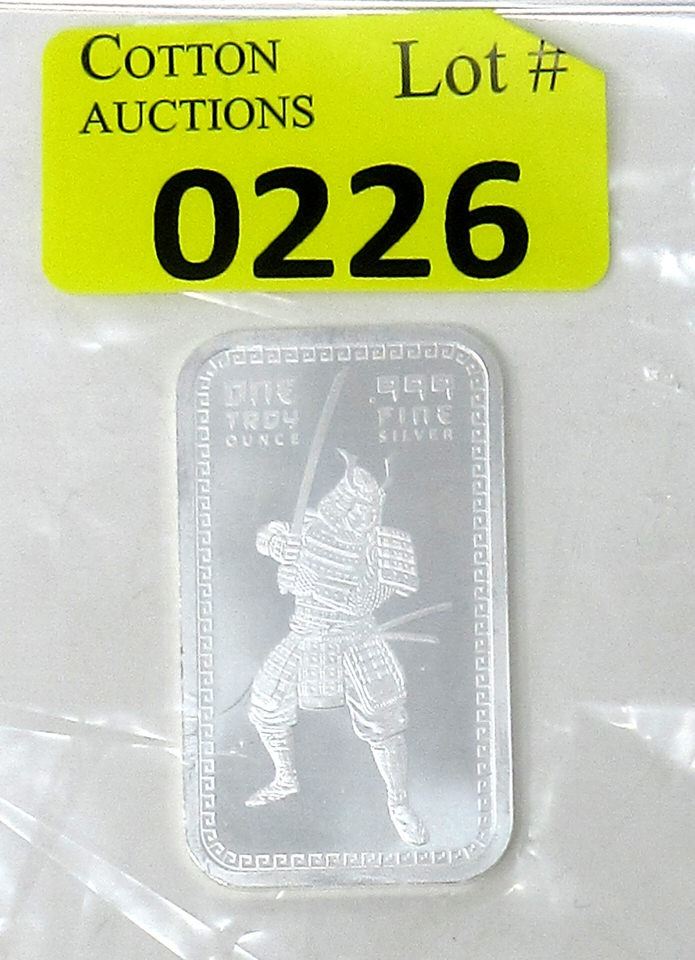 COTTON
AUCTIONS
Lot #
0226
ONE
TROY
OUNCE
.999
FINE
SILVER